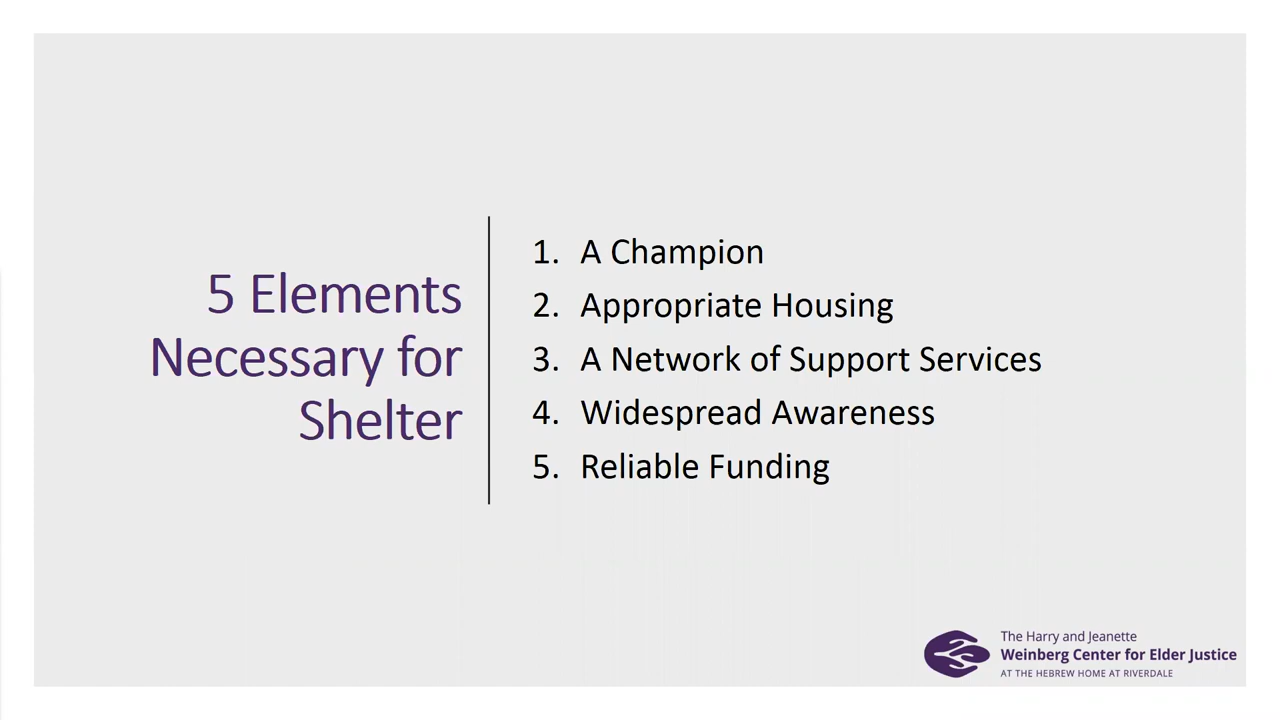 5 Elements
Necessary for
Shelter
1. A Champion
2. Appropriate Housing
3. A Network of Support Services
4. Widespread Awareness
5. Reliable Funding
The Harry and Jeanette
Weinberg Center for Elder Justice
AT THE HEBREW HOME AT RIVERDALE